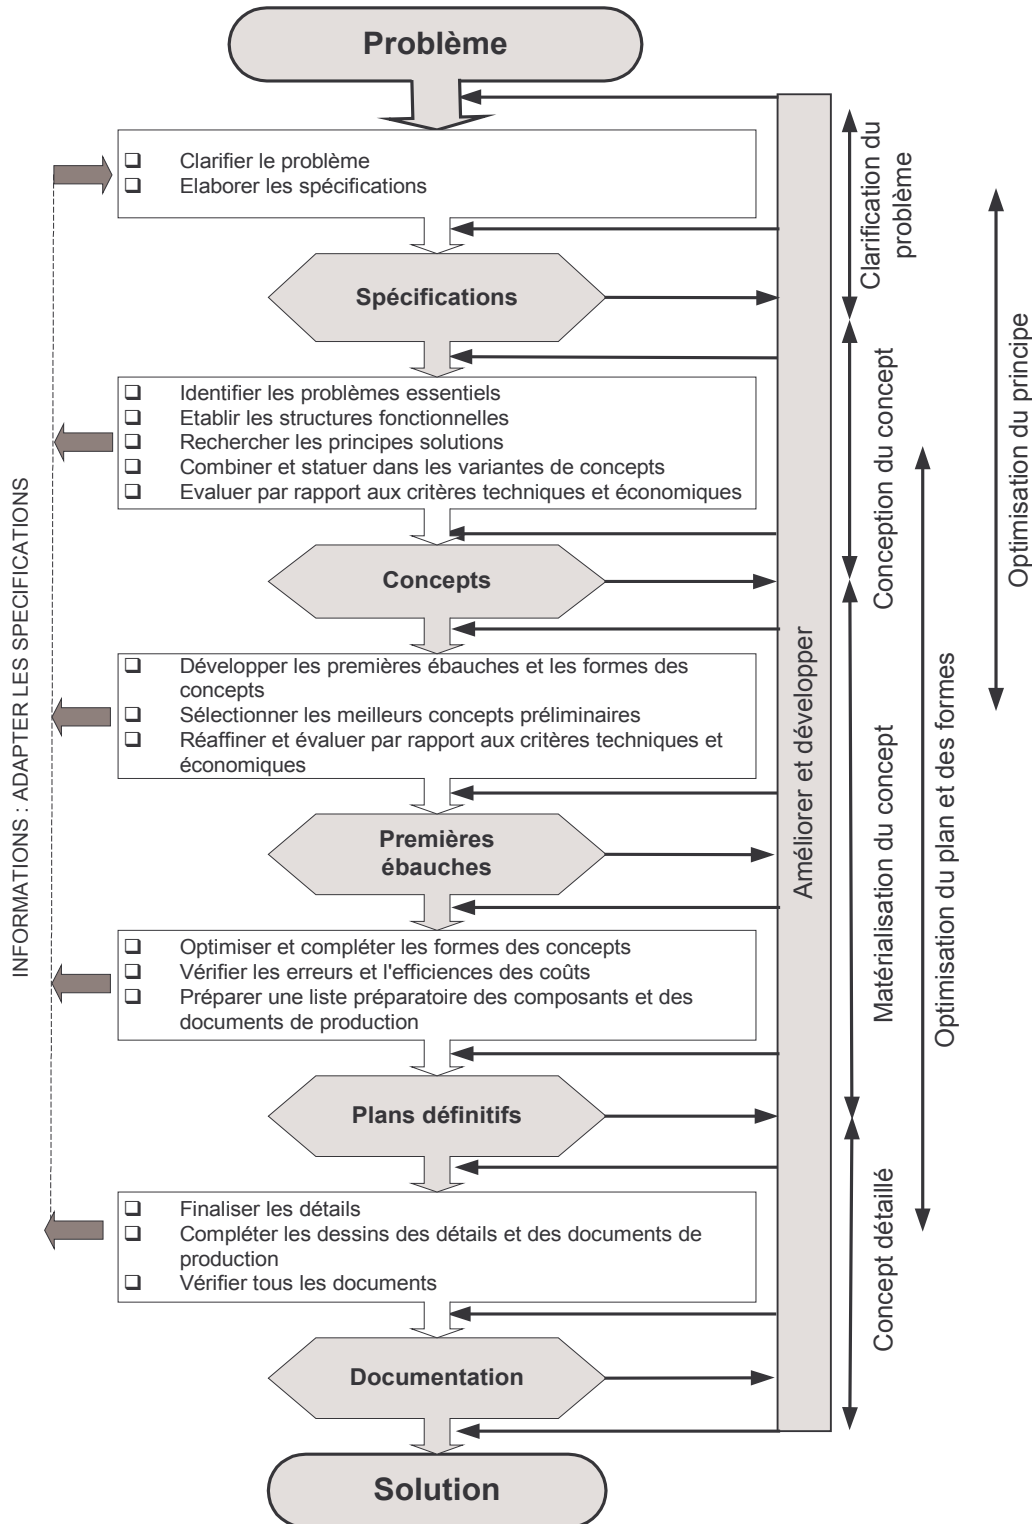 Problème
❑ Clarifier le problème
❑ Elaborer les spécifications
Spécifications
❑ Identifier les problèmes essentiels
❑ Etablir les structures fonctionnelles
❑ Rechercher les principes solutions
❑ Combiner et statuer dans les variantes de concepts
❑ Evaluer par rapport aux critères techniques et économiques
Concepts
❑ Développer les premières ébauches et les formes des
concepts
❑ Sélectionner les meilleurs concepts préliminaires
❑ Réaffiner et évaluer par rapport aux critères techniques et
économiques
Premières
ébauches
❑ Optimiser et compléter les formes des concepts
❑ Vérifier les erreurs et l'efficiences des coûts
❑ Préparer une liste préparatoire des composants et des
documents de production
Plans définitifs
❑ Finaliser les détails
❑ Compléter les dessins des détails et des documents de
production
❑ Vérifier tous les documents
Documentation
Solution
INFORMATIONS : ADAPTER LES SPECIFICATIONS
Améliorer et développer
Clarification du
problème
Conception du concept
Matérialisation du concept
Concept détaillé
Optimisation du plan et des formes
Optimisation du principe